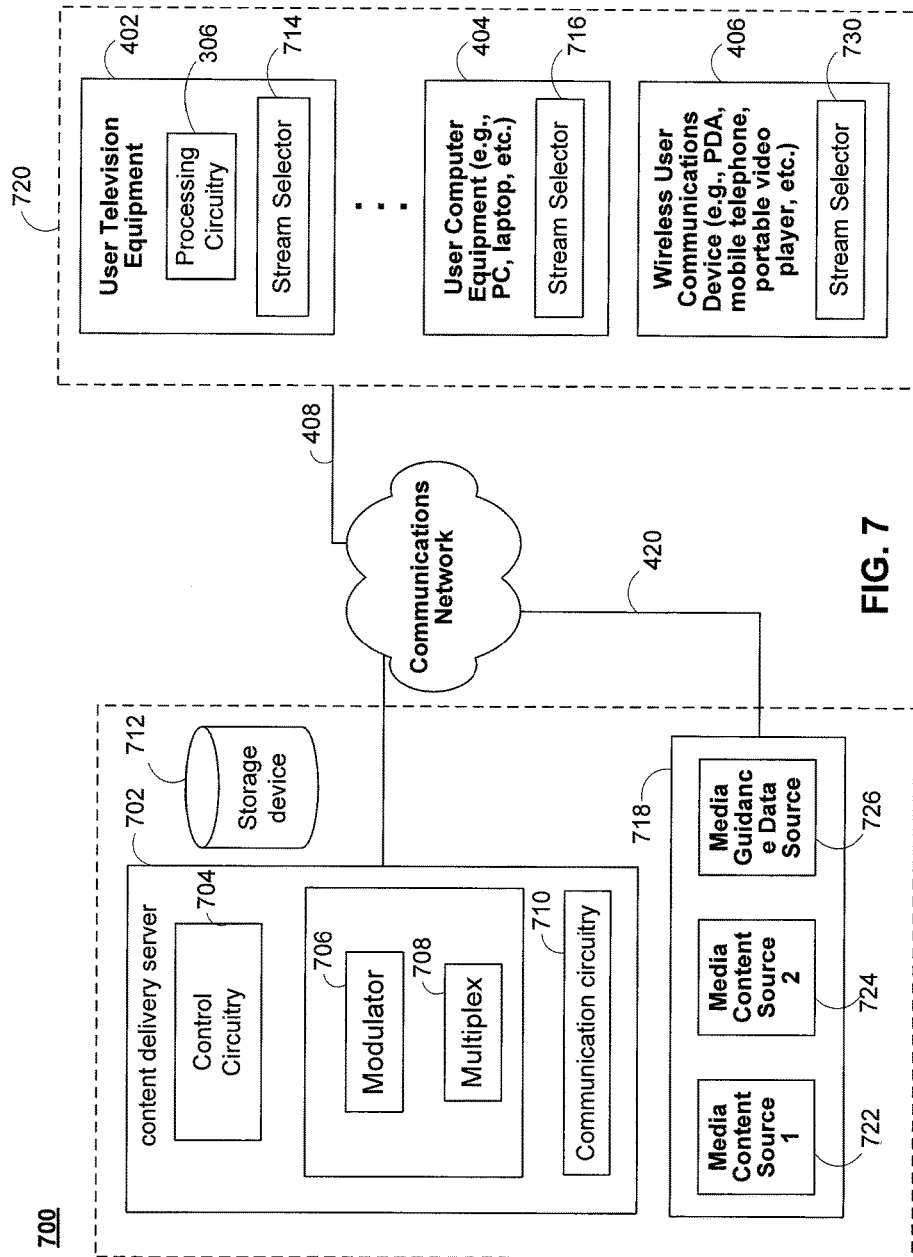 700
content delivery server
702
712
Control
Circuitry
704
Storage
device
706
Modulator
708
Multiplex
710
Communication circuitry
718
Media
Content
Source
1
722
Media
Content
Source
2
724
Media
Guidanc
e Data
Source
726
Communications
Network
408
420
720
User Television
Equipment
402
Processing
Circuitry
306
Stream Selector
714
User Computer
Equipment (e.g.,
PC, laptop, etc.)
404
Stream Selector
716
Wireless User
Communications
Device (e.g., PDA,
mobile telephone,
portable video
player, etc.)
406
Stream Selector
730
FIG. 7